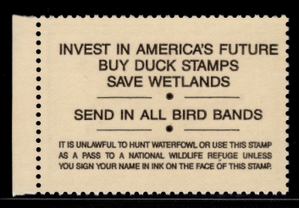 INVEST IN AMERICA'S FUTURE
BUY DUCK STAMPS
SAVE WETLANDS
SEND IN ALL BIRD BANDS
IT IS UNLAWFUL TO HUNT WATERFOWL OR USE THIS STAMP
AS A PASS TO A NATIONAL WILDLIFE REFUGE UNLESS
YOU SIGN YOUR NAME IN INK ON THE FACE OF THIS STAMP.